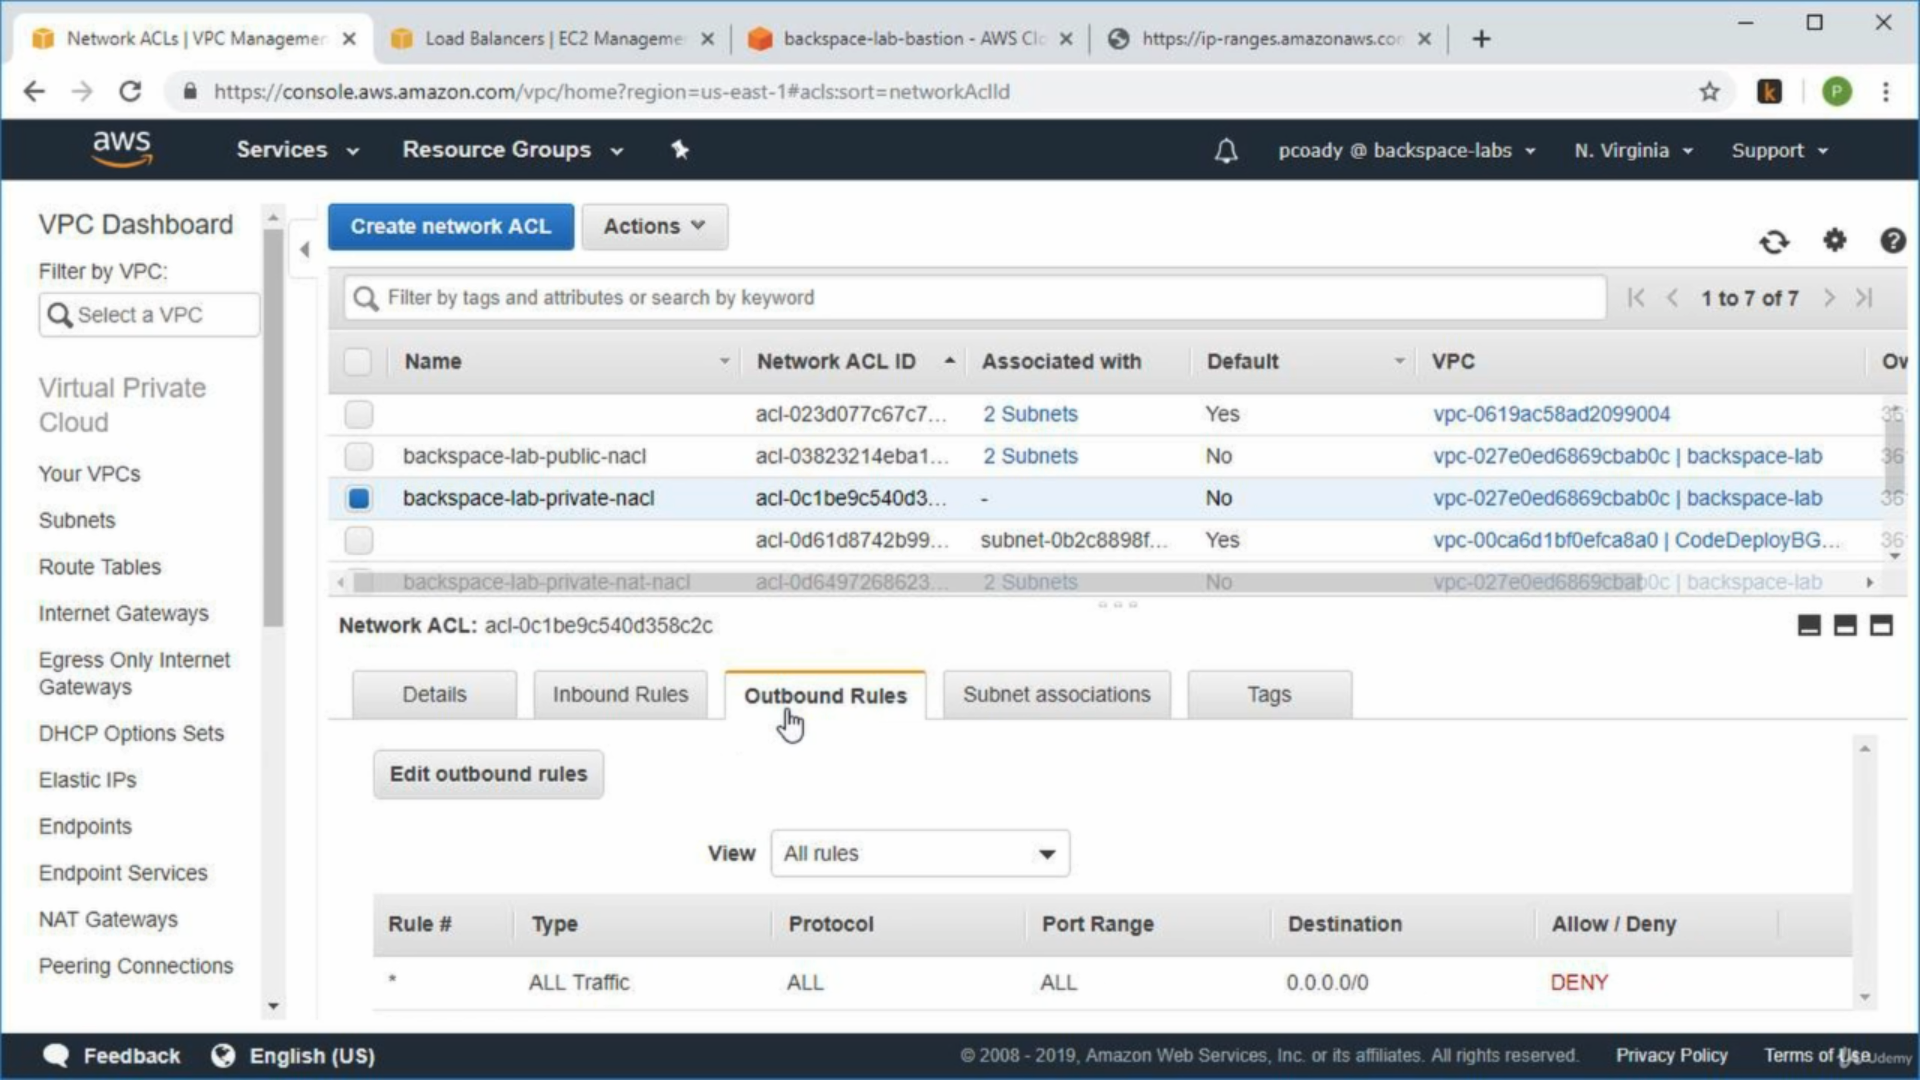 Network ACLs | VPC Managemen
Load Balancers | EC2 Manageme
backspace-lab-bastion - AWS Clo
https://ip-ranges.amazonaws.co
https://console.aws.amazon.com/vpc/home?region=us-east-1#acls:sort=networkAclId
k
P
aws
Services
Resource Groups
pcoady @ backspace-labs
N. Virginia
Support
VPC Dashboard
Filter by VPC:
Select a VPC
Virtual Private
Cloud
Your VPCs
Subnets
Route Tables
Internet Gateways
Egress Only Internet
Gateways
DHCP Options Sets
Elastic IPs
Endpoints
Endpoint Services
NAT Gateways
Peering Connections
Create network ACL
Actions
Filter by tags and attributes or search by keyword
1 to 7 of 7
Name Network ACL ID Associated with Default VPC Ow
acl-023d077c67c7... 2 Subnets Yes vpc-0619ac58ad2099004 36
backspace-lab-public-nacl acl-03823214eba1... 2 Subnets No vpc-027e0ed6869cbab0c | backspace-lab 36
backspace-lab-private-nacl acl-0c1be9c540d3... - No vpc-027e0ed6869cbab0c | backspace-lab 36
acl-0d61d8742b99... subnet-0b2c8898f... Yes vpc-00ca6d1bf0efca8a0 | CodeDeployBG... 36
backspace-lab-private-nat-nacl acl-0d6497268623... 2 Subnets No vpc-027e0ed6869cbab0c | backspace-lab
Network ACL: acl-0c1be9c540d358c2c
Details
Inbound Rules
Outbound Rules
Subnet associations
Tags
Edit outbound rules
View All rules
Rule # Type Protocol Port Range Destination Allow / Deny
* ALL Traffic ALL ALL 0.0.0.0/0 DENY
Feedback
English (US)
© 2008 - 2019, Amazon Web Services, Inc. or its affiliates. All rights reserved.
Privacy Policy
Terms of Use
Udemy